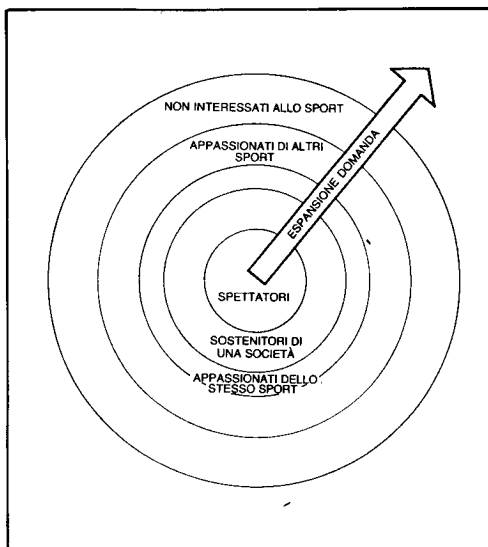 NON INTERESSATI ALLO SPORT
APPASSIONATI DI ALTRI
SPORT
ESPANSIONE DOMANDA
SPETTATORI
SOSTENITORI DI
UNA SOCIETÀ
APPASSIONATI DELLO
STESSO SPORT